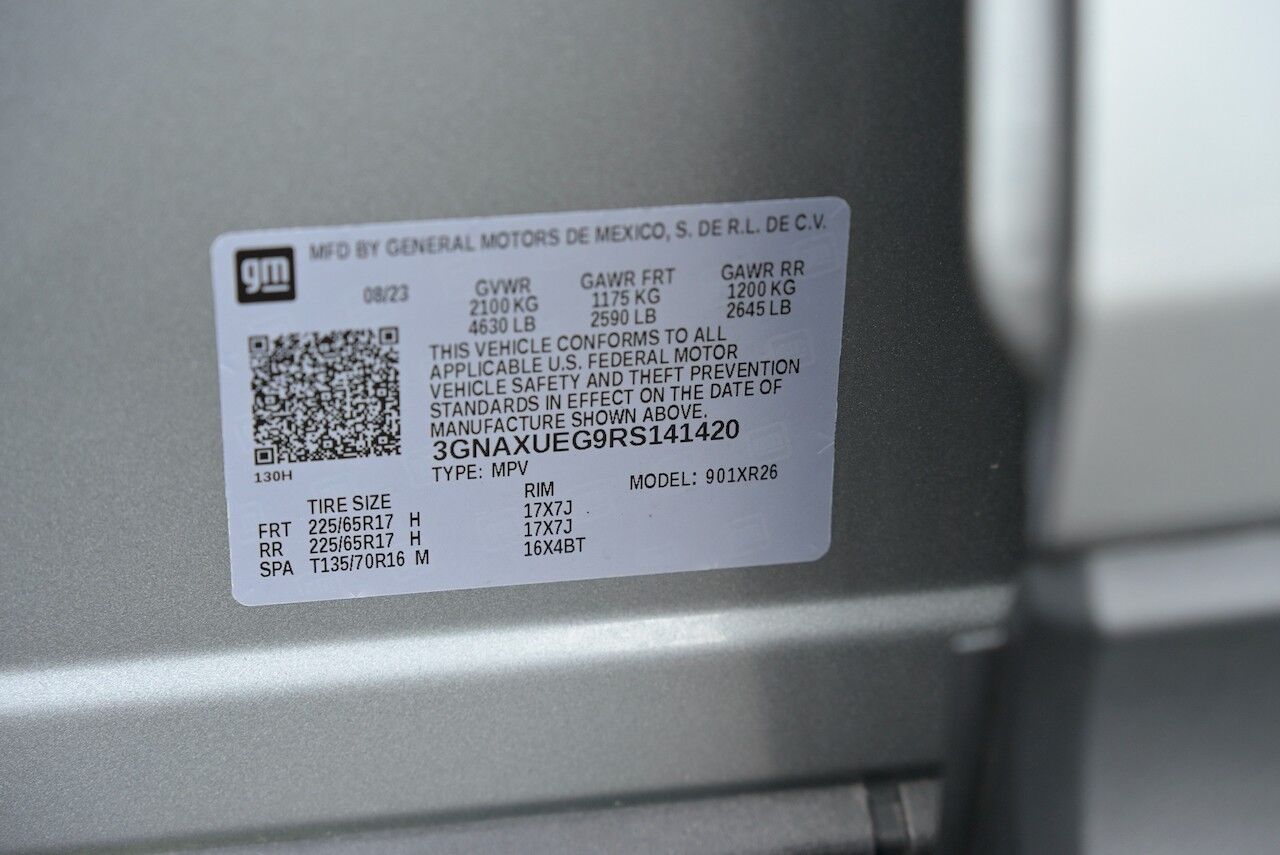 gm MFD BY GENERAL MOTORS DE MEXICO, S. DE R.L. DE C.V.
08/23 GVWR GAWR FRT GAWR RR
2100 KG 1175 KG 1200 KG
4630 LB 2590 LB 2645 LB
THIS VEHICLE CONFORMS TO ALL
APPLICABLE U.S. FEDERAL MOTOR
VEHICLE SAFETY AND THEFT PREVENTION
STANDARDS IN EFFECT ON THE DATE OF
MANUFACTURE SHOWN ABOVE.
3GNAXUEG9RS141420
130H TYPE: MPV MODEL: 901XR26
TIRE SIZE RIM
FRT 225/65R17 H 17X7J
RR 225/65R17 H 17X7J
SPA T135/70R16 M 16X4BT